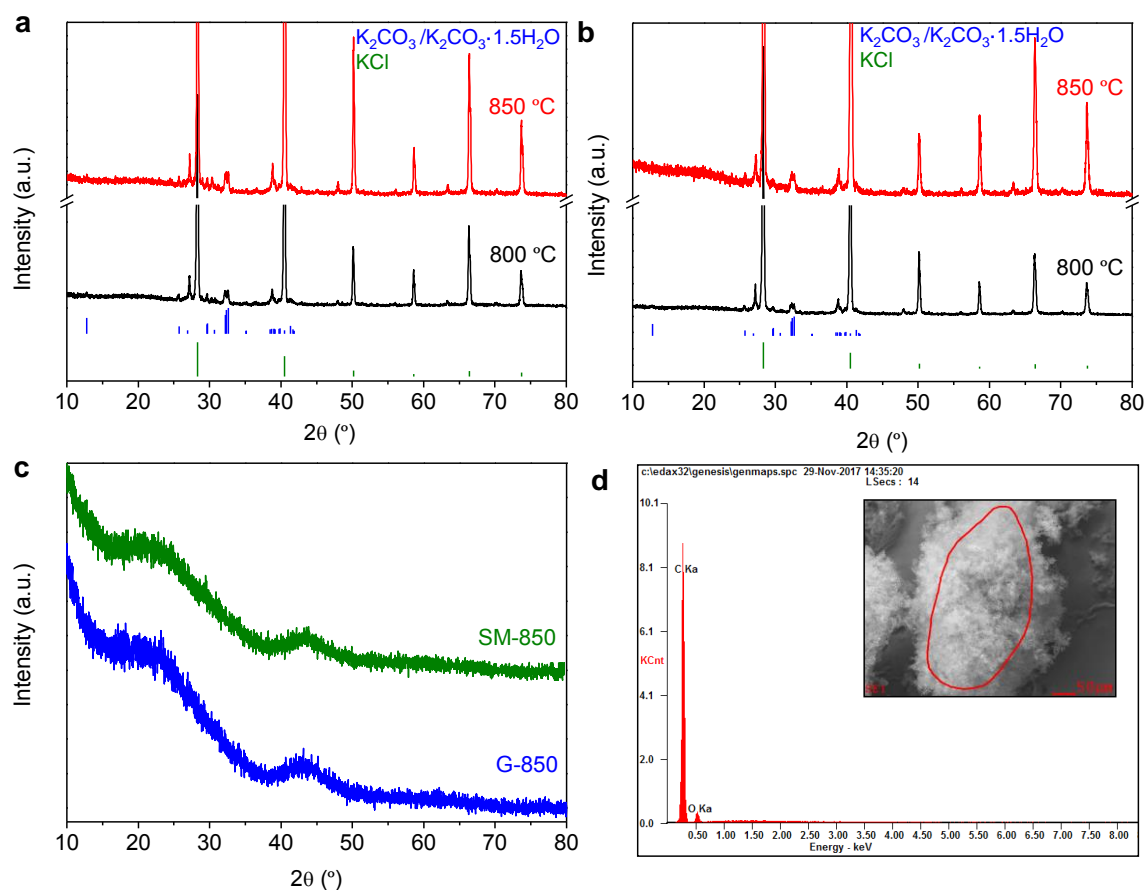 a
K₂CO₃/K₂CO₃·1.5H₂O
KCl
850 ºC
800 ºC
Intensity (a.u.)
10 20 30 40 50 60 70 80
2θ (º)
b
K₂CO₃/K₂CO₃·1.5H₂O
KCl
850 ºC
800 ºC
Intensity (a.u.)
10 20 30 40 50 60 70 80
2θ (º)
c
SM-850
G-850
Intensity (a.u.)
10 20 30 40 50 60 70 80
2θ (º)
d
c:\edax32\genesis\genmaps.spc 29-Nov-2017 14:35:20
LSecs : 14
10.1
8.1
6.1
KCnt
4.1
2.0
0.0
C Ka
O Ka
50µm
0.50 1.00 1.50 2.00 2.50 3.00 3.50 4.00 4.50 5.00 5.50 6.00 6.50 7.00 7.50 8.00
Energy - keV